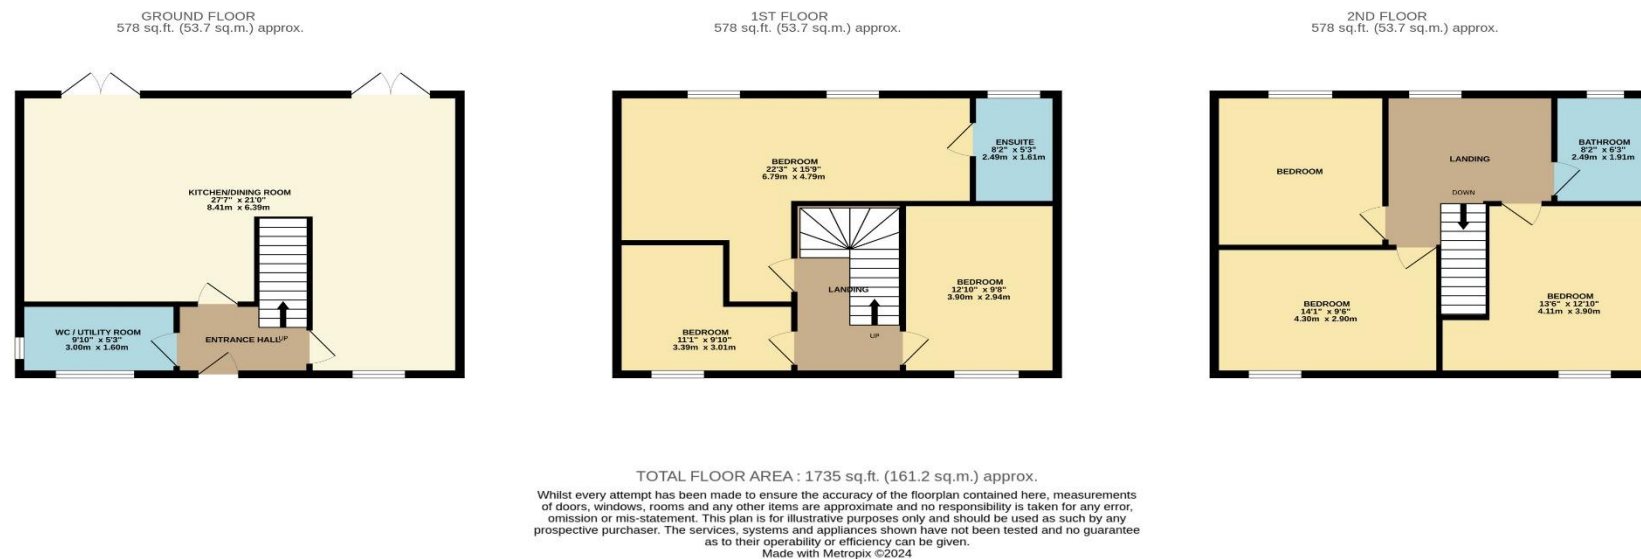 GROUND FLOOR
578 sq.ft. (53.7 sq.m.) approx.
KITCHEN/DINING ROOM
27'7" x 21'0"
8.41m x 6.39m
WC / UTILITY ROOM
9'10" x 5'3"
3.00m x 1.60m
ENTRANCE HALL
UP
1ST FLOOR
578 sq.ft. (53.7 sq.m.) approx.
BEDROOM
22'3" x 15'9"
6.79m x 4.79m
ENSUITE
8'2" x 5'3"
2.49m x 1.61m
LANDING
BEDROOM
12'10" x 9'8"
3.90m x 2.94m
BEDROOM
11'1" x 9'10"
3.39m x 3.01m
UP
2ND FLOOR
578 sq.ft. (53.7 sq.m.) approx.
BEDROOM
LANDING
DOWN
BATHROOM
8'2" x 6'3"
2.49m x 1.91m
BEDROOM
14'1" x 9'6"
4.30m x 2.90m
BEDROOM
13'6" x 12'10"
4.11m x 3.90m
TOTAL FLOOR AREA : 1735 sq.ft. (161.2 sq.m.) approx.
Whilst every attempt has been made to ensure the accuracy of the floorplan contained here, measurements
of doors, windows, rooms and any other items are approximate and no responsibility is taken for any error,
omission or mis-statement. This plan is for illustrative purposes only and should be used as such by any
prospective purchaser. The services, systems and appliances shown have not been tested and no guarantee
as to their operability or efficiency can be given.
Made with Metropix ©2024